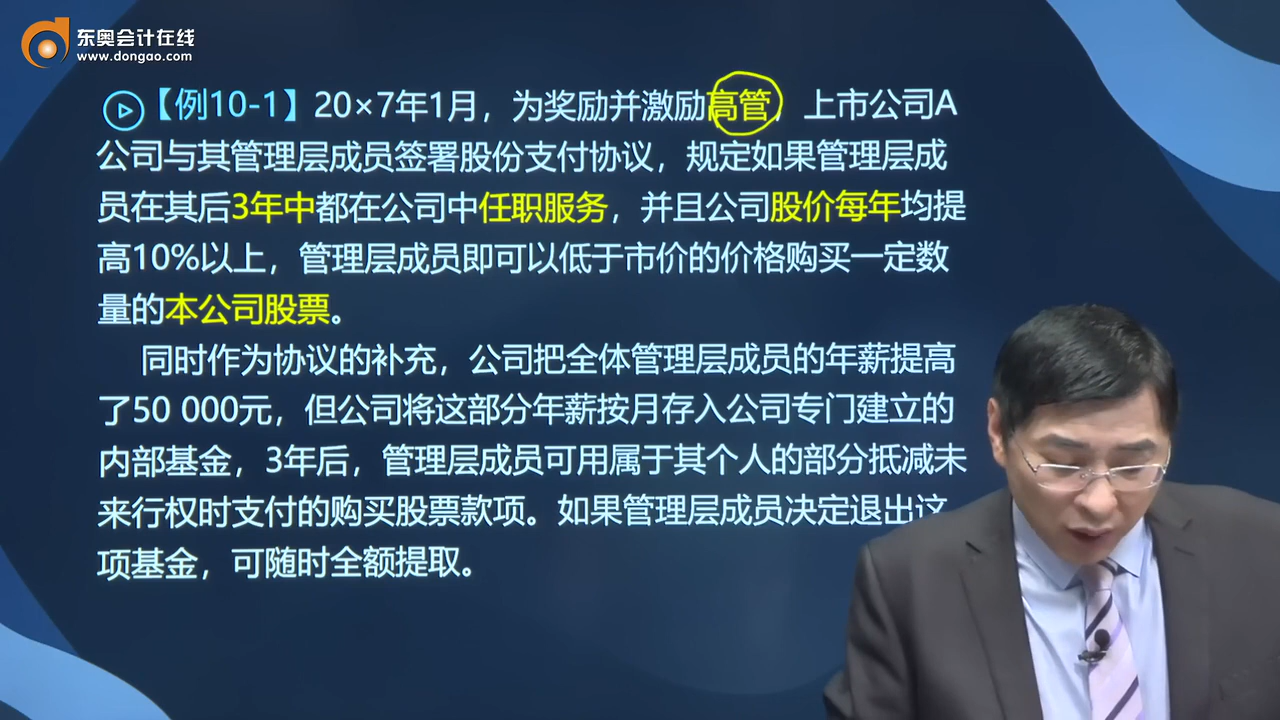 东奥会计在线
www.dongao.com
【例10-1】20×7年1月，为奖励并激励高管，上市公司A
公司与其管理层成员签署股份支付协议，规定如果管理层成
员在其后3年中都在公司中任职服务，并且公司股价每年均提
高10%以上，管理层成员即可以低于市价的价格购买一定数
量的本公司股票。
同时作为协议的补充，公司把全体管理层成员的年薪提高
了50 000元，但公司将这部分年薪按月存入公司专门建立的
内部基金，3年后，管理层成员可用属于其个人的部分抵减未
来行权时支付的购买股票款项。如果管理层成员决定退出这
项基金，可随时全额提取。